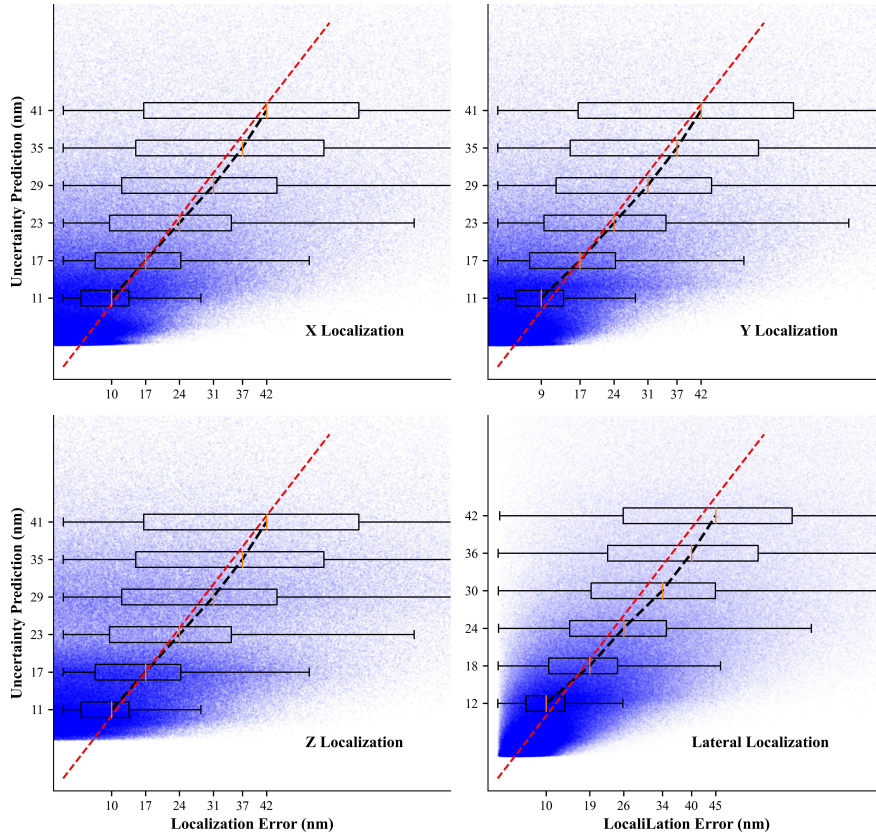 Uncertainty Prediction (nm)
41
35
29
23
17
11
X Localization
10 17 24 31 37 42
41
35
29
23
17
11
Y Localization
9 17 24 31 37 42
Uncertainty Prediction (nm)
41
35
29
23
17
11
Z Localization
10 17 24 31 37 42
Localization Error (nm)
42
36
30
24
18
12
Lateral Localization
10 19 26 34 40 45
LocaliLation Error (nm)